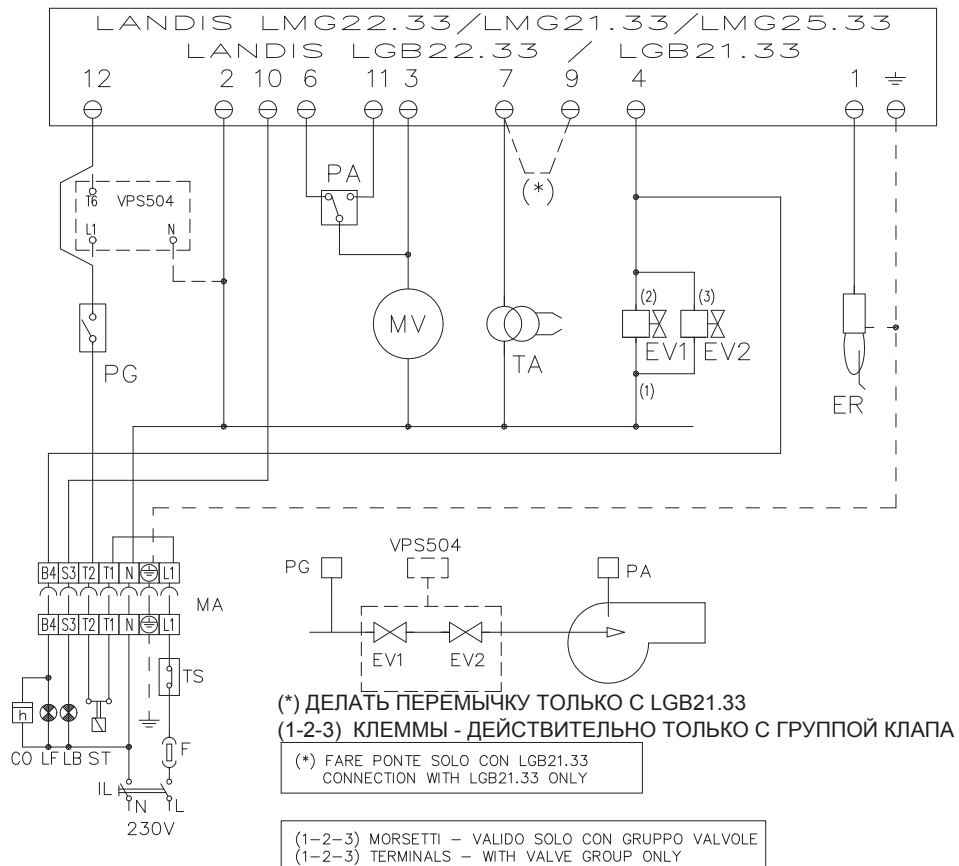 LANDIS LMG22.33/LMG21.33/LMG25.33
LANDIS LGB22.33 / LGB21.33
12 2 10 6 11 3 7 9 4 1
PA
(*)
T6 VPS504
L1 N
MV
(2) (3)
EV1 EV2
TA
(1)
PG
ER
VPS504
PG PA
B4 S3 T2 T1 N L1
MA
B4 S3 T2 T1 N L1
EV1 EV2
TS
h
F
CO LF LB ST
IL
N L
230V
(*) ДЕЛАТЬ ПЕРЕМЫЧКУ ТОЛЬКО С LGB21.33
(1-2-3) КЛЕММЫ - ДЕЙСТВИТЕЛЬНО ТОЛЬКО С ГРУППОЙ КЛАПА
(*) FARE PONTE SOLO CON LGB21.33
CONNECTION WITH LGB21.33 ONLY
(1-2-3) MORSETTI - VALIDO SOLO CON GRUPPO VALVOLE
(1-2-3) TERMINALS - WITH VALVE GROUP ONLY